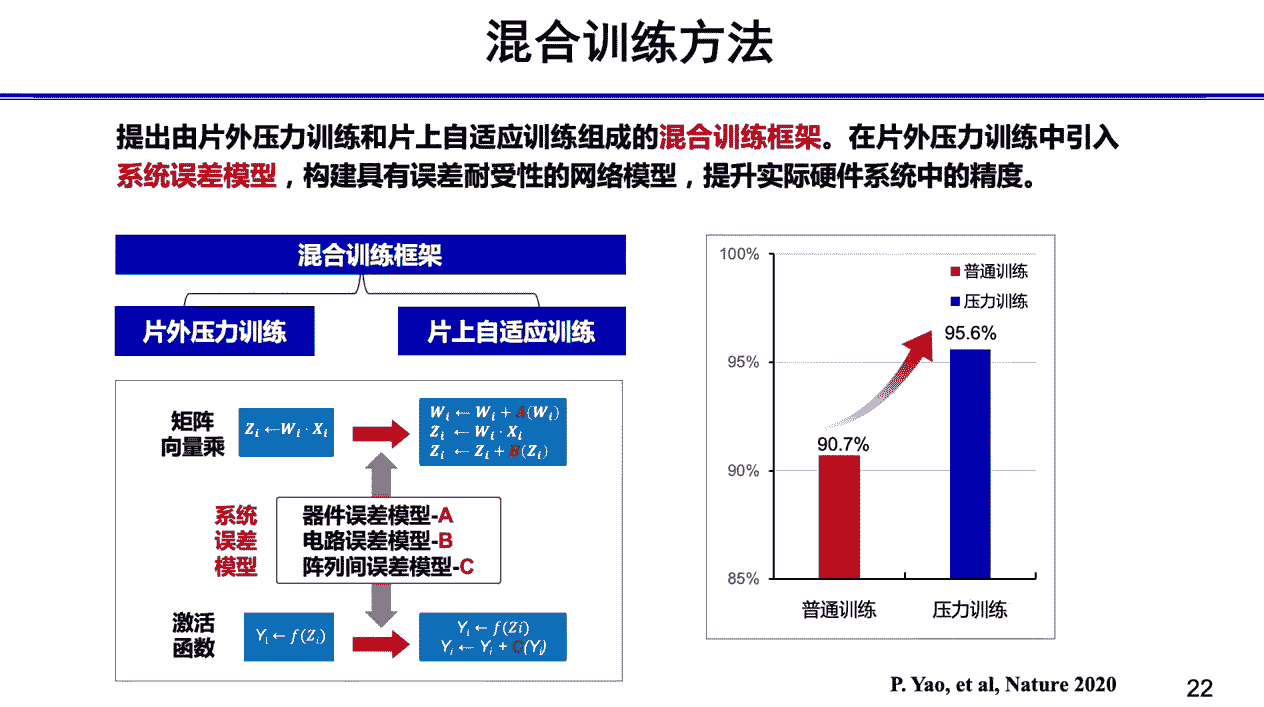 混合训练方法
提出由片外压力训练和片上自适应训练组成的混合训练框架。在片外压力训练中引入
系统误差模型，构建具有误差耐受性的网络模型，提升实际硬件系统中的精度。
混合训练框架
片外压力训练
片上自适应训练
矩阵
向量乘
Zᵢ ←Wᵢ · Xᵢ
Wᵢ ← Wᵢ + A(Wᵢ)
Zᵢ ← Wᵢ · Xᵢ
Zᵢ ← Zᵢ + B(Zᵢ)
系统
误差
模型
器件误差模型-A
电路误差模型-B
阵列间误差模型-C
激活
函数
Yᵢ ← f(Zᵢ)
Yᵢ ← f(Zi)
Yᵢ ← Yᵢ + C(Yᵢ)
100%
95%
90%
85%
普通训练
压力训练
90.7%
95.6%
普通训练
压力训练
P. Yao, et al, Nature 2020
22